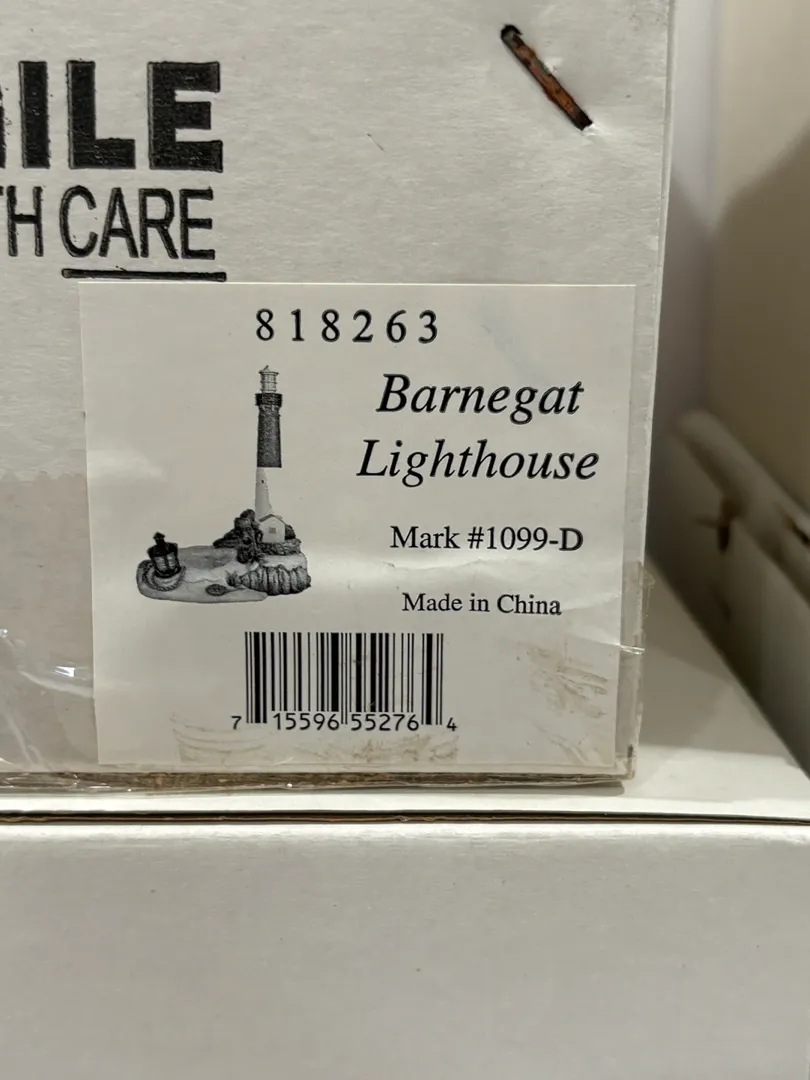 ILE
TH CARE
818263
Barnegat
Lighthouse
Mark #1099-D
Made in China
7 15596 55276 4